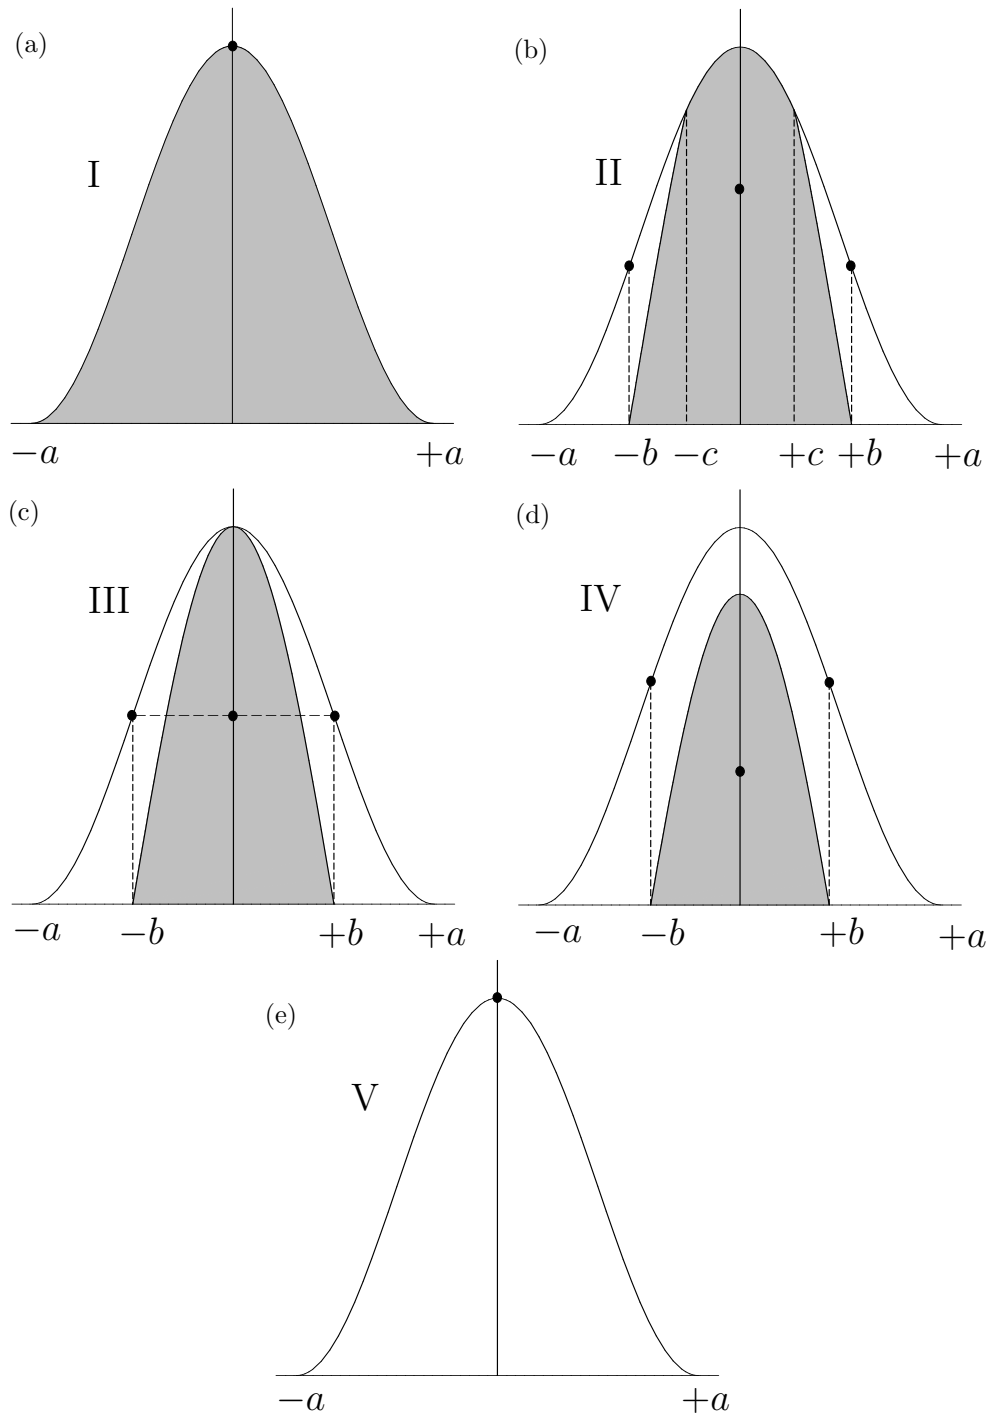 (a)
I
−a +a
(b)
II
−a −b −c +c +b +a
(c)
III
−a −b +b +a
(d)
IV
−a −b +b +a
(e)
V
−a +a